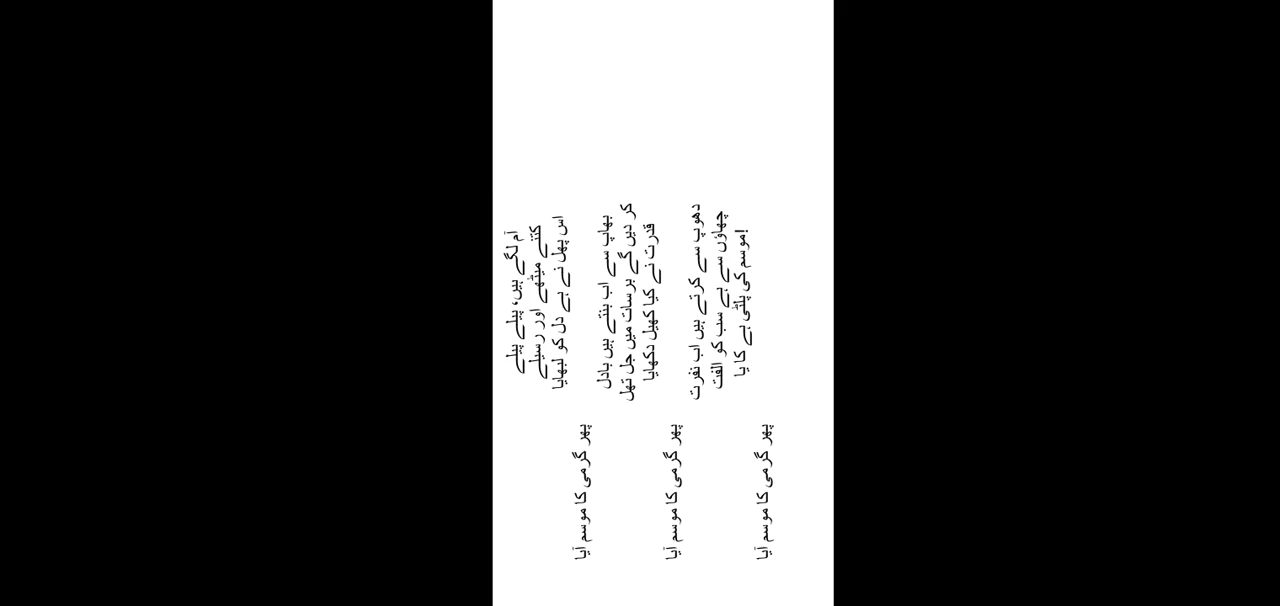 آم لگے ہیں، پیلے پیلے
کتنے میٹھے اور رسیلے
اس پھل نے ہے دل کو لبھایا
پھر گرمی کا موسم آیا
بھاپ سے اب بنتے ہیں بادل
کر دیں گے برسات میں جل تھل
قدرت نے کیا کھیل دکھایا
پھر گرمی کا موسم آیا
دھوپ سے کرتے ہیں اب نفرت
چھاؤں سے ہے سب کو الفت
!موسم کی پلٹی ہے کا یا
پھر گرمی کا موسم آیا